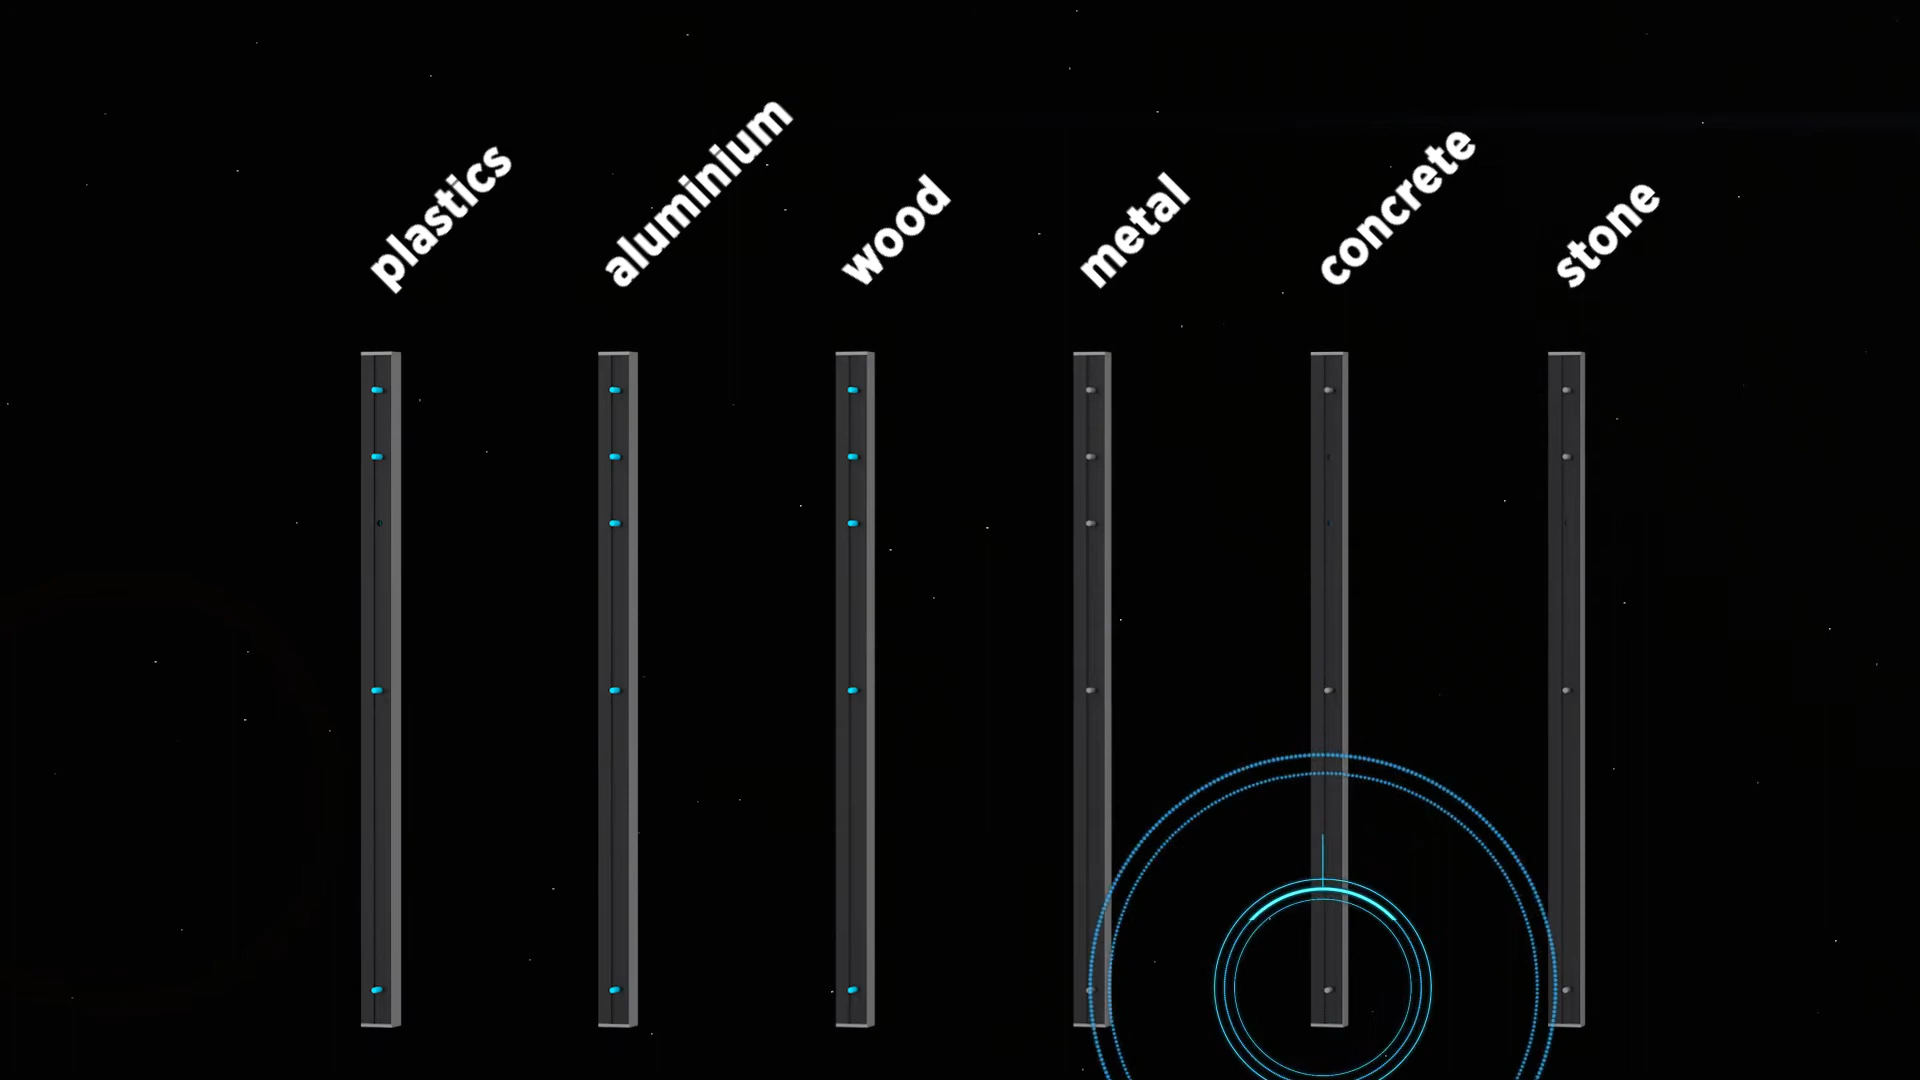 plastics
aluminium
wood
metal
concrete
stone